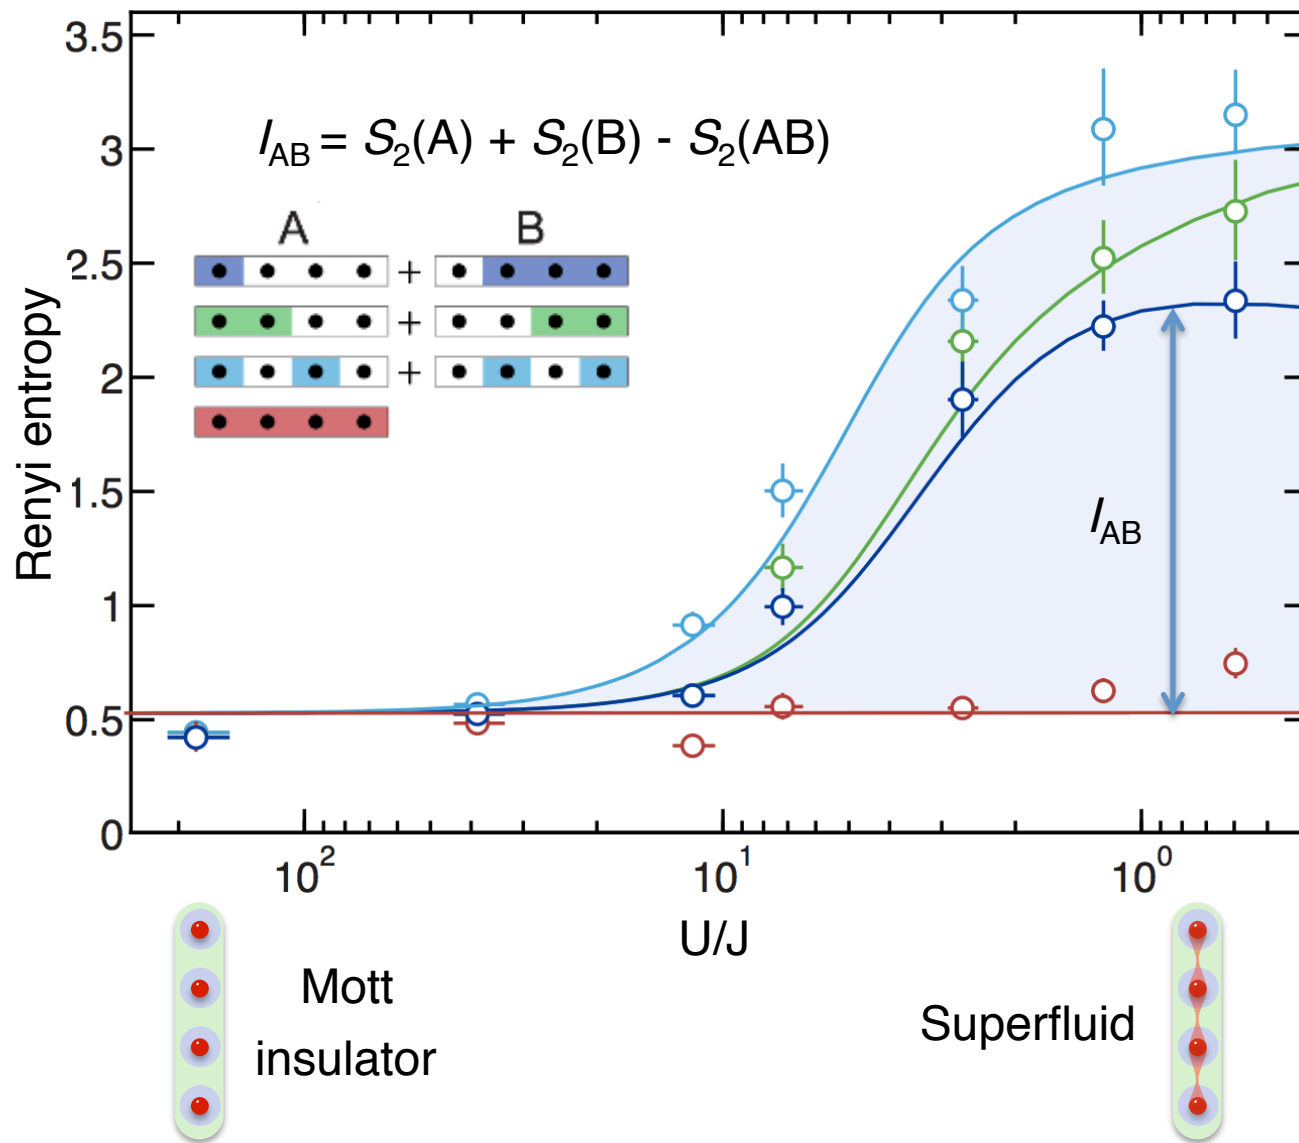 3.5
3
2.5
2
1.5
1
0.5
0
Renyi entropy
I_AB = S_2(A) + S_2(B) - S_2(AB)
A B
+
+
+
I_AB
10^2 10^1 10^0
U/J
Mott
insulator
Superfluid